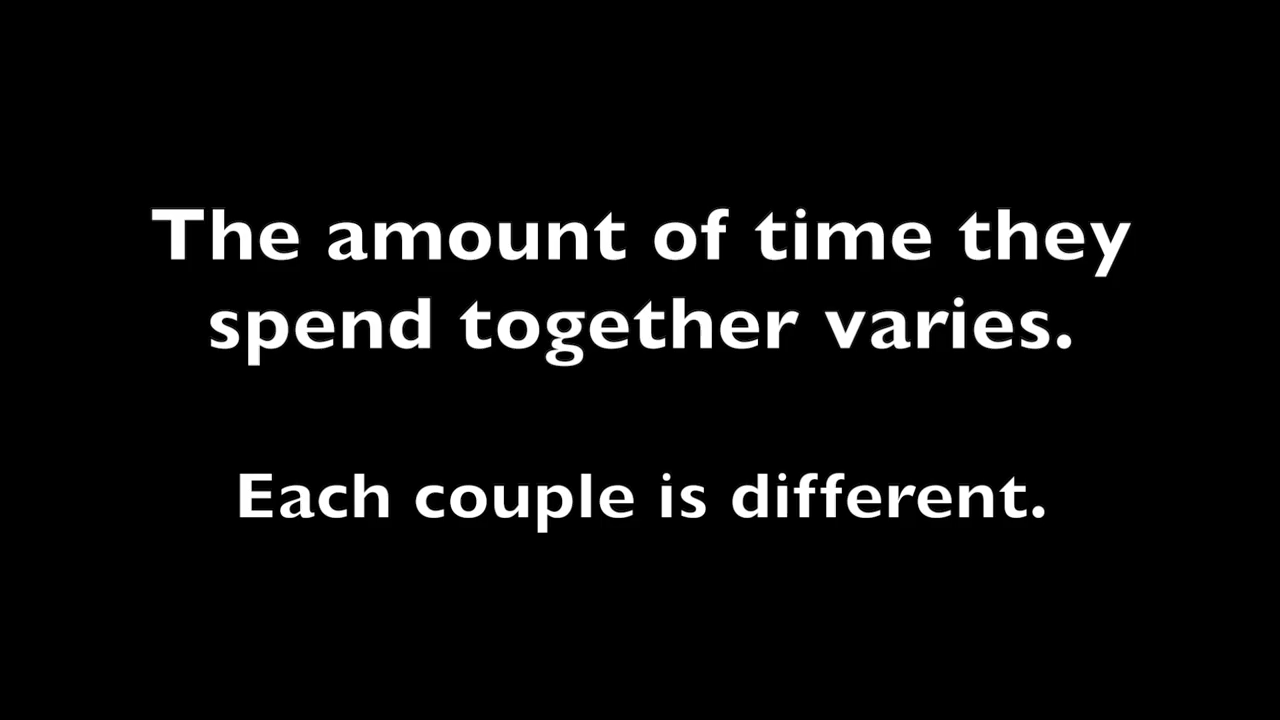 The amount of time they
spend together varies.
Each couple is different.